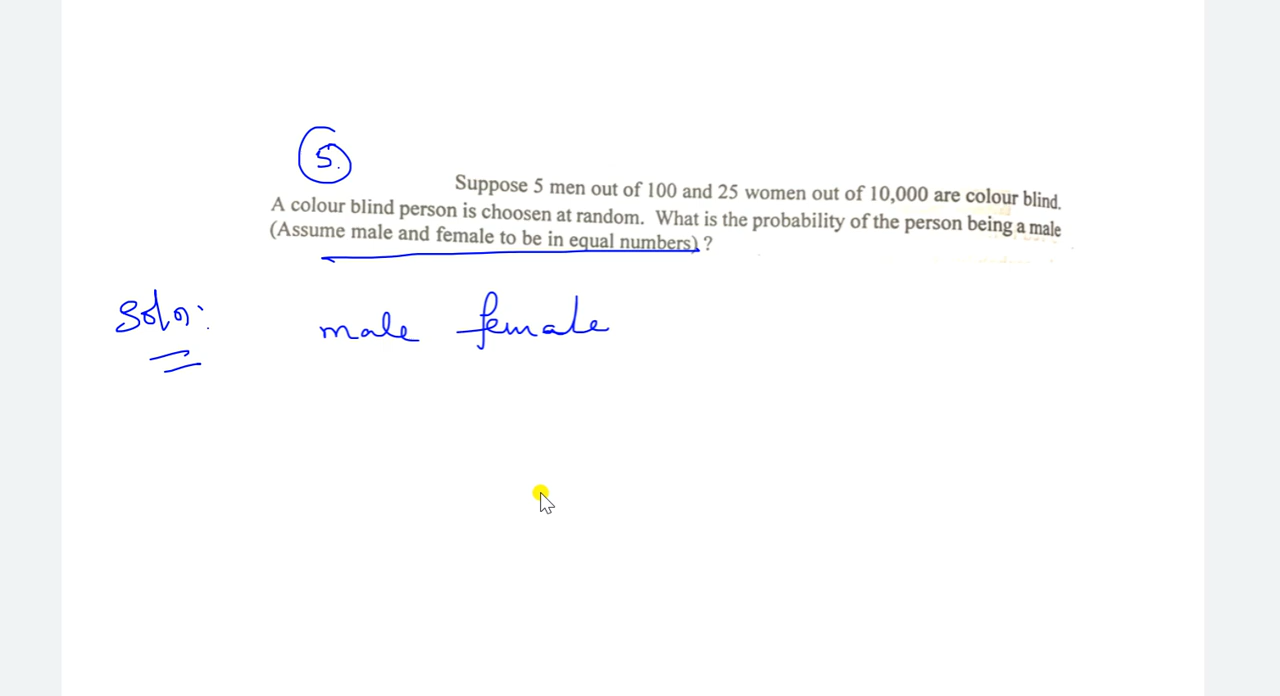 5.
Suppose 5 men out of 100 and 25 women out of 10,000 are colour blind.
A colour blind person is choosen at random. What is the probability of the person being a male
(Assume male and female to be in equal numbers)?
Soln:
male female